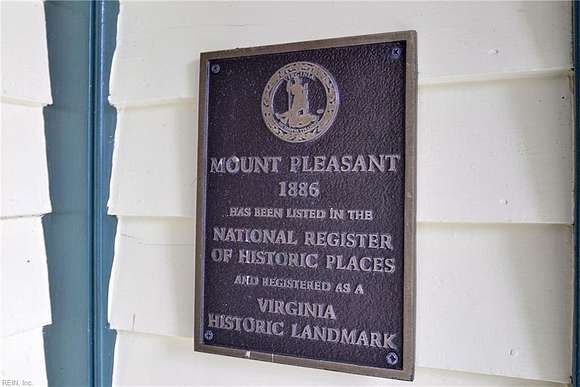 MOUNT PLEASANT
1886
HAS BEEN LISTED IN THE
NATIONAL REGISTER
OF HISTORIC PLACES
AND REGISTERED AS A
VIRGINIA
HISTORIC LANDMARK
REIN, Inc.